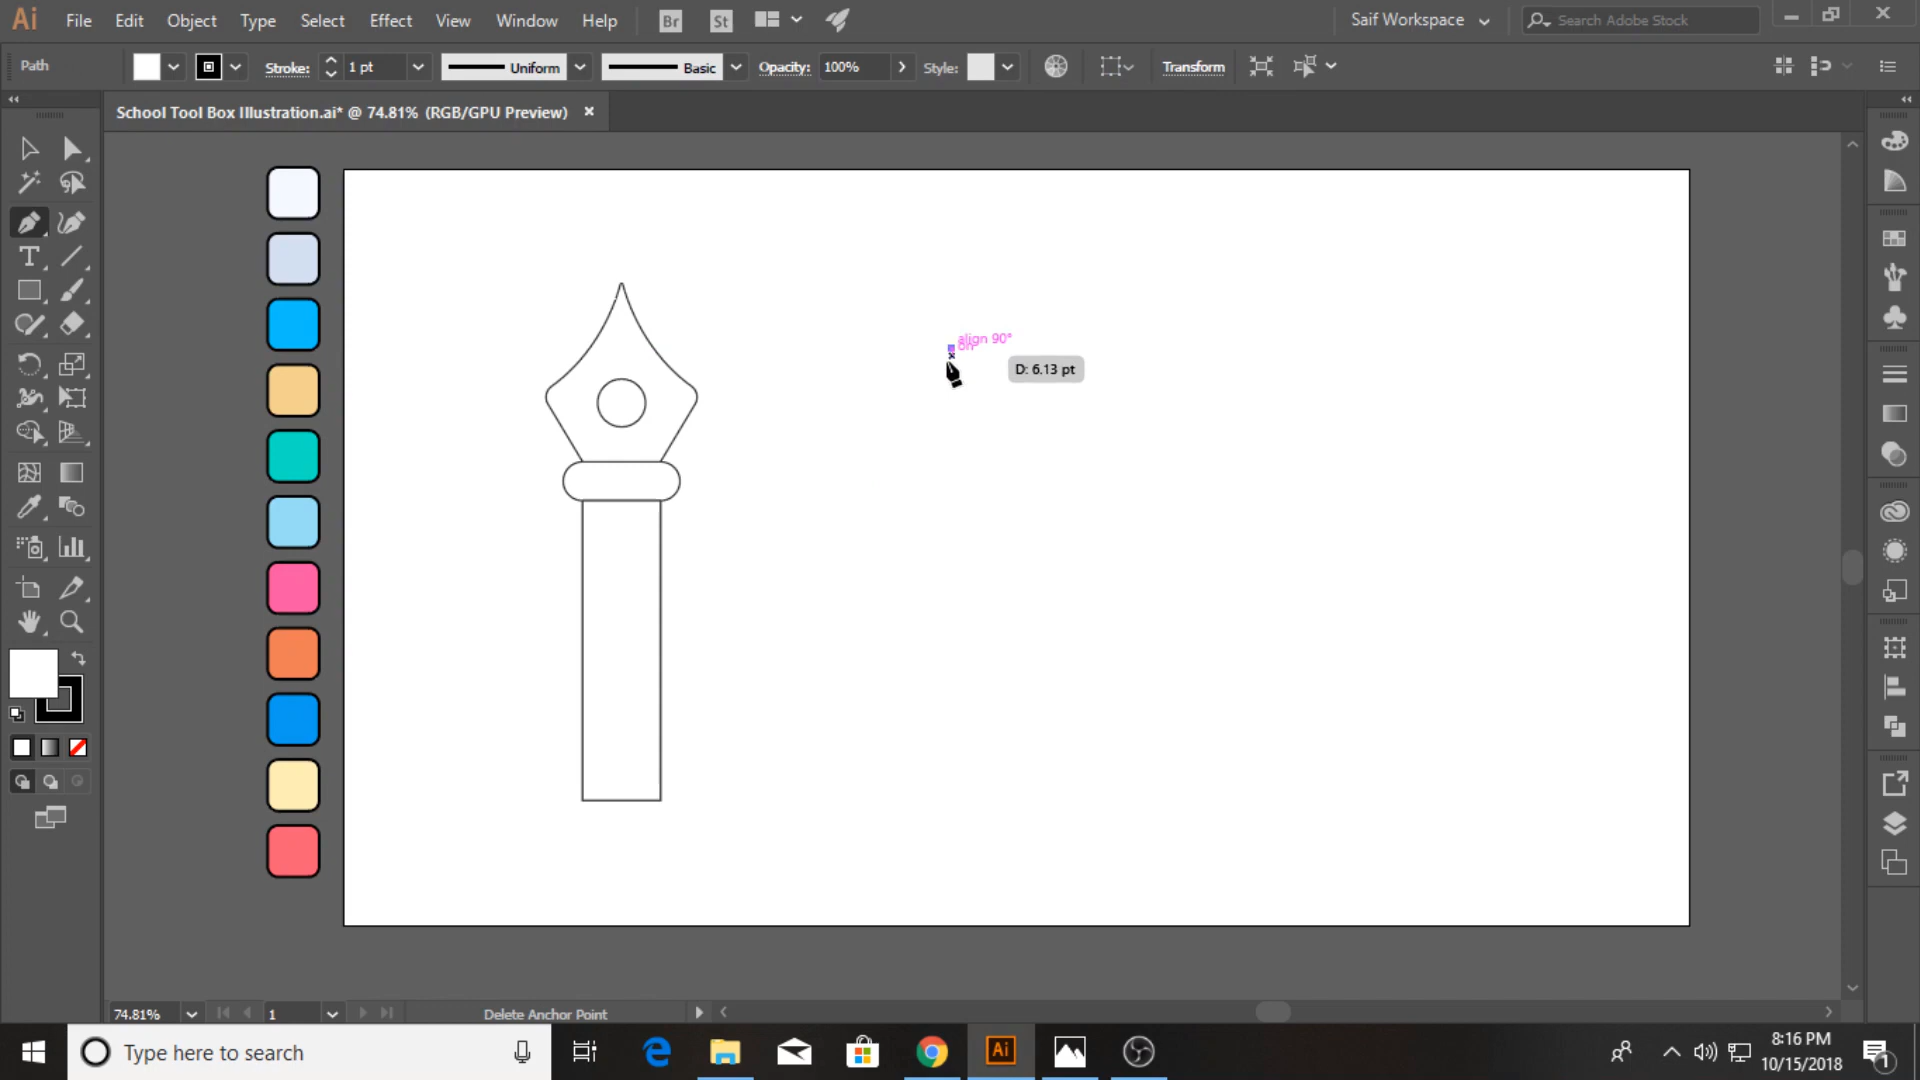 Ai File Edit Object Type Select Effect View Window Help Br St Saif Workspace Search Adobe Stock
Path Stroke: 1 pt Uniform Basic Opacity: 100% Style: Transform
School Tool Box Illustration.ai* @ 74.81% (RGB/GPU Preview)
align 90°
on
D: 6.13 pt
T
74.81% 1 Delete Anchor Point
Type here to search
Ai
8:16 PM
10/15/2018
1